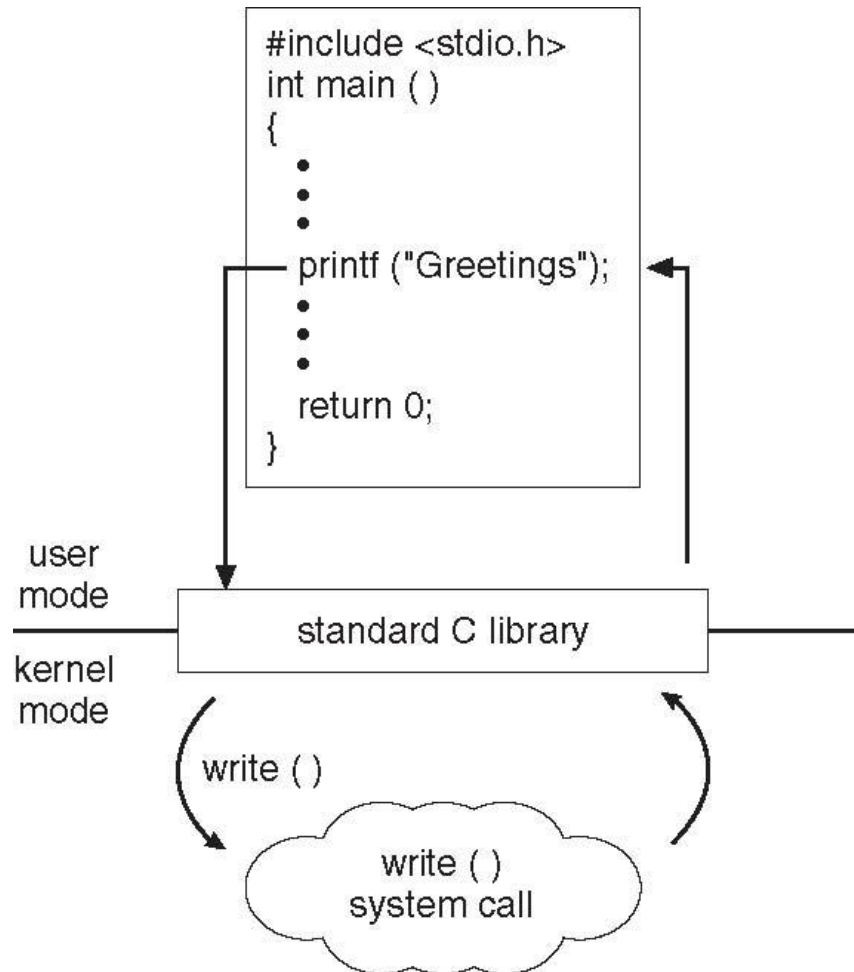 #include <stdio.h>
int main ( )
{
•
•
•
printf ("Greetings");
•
•
•
return 0;
}
user
mode
standard C library
kernel
mode
write ( )
write ( )
system call